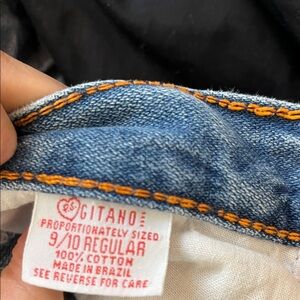 GITANO
PROPORTIONATELY SIZED
9/10 REGULAR
100% COTTON
MADE IN BRAZIL
SEE REVERSE FOR CARE